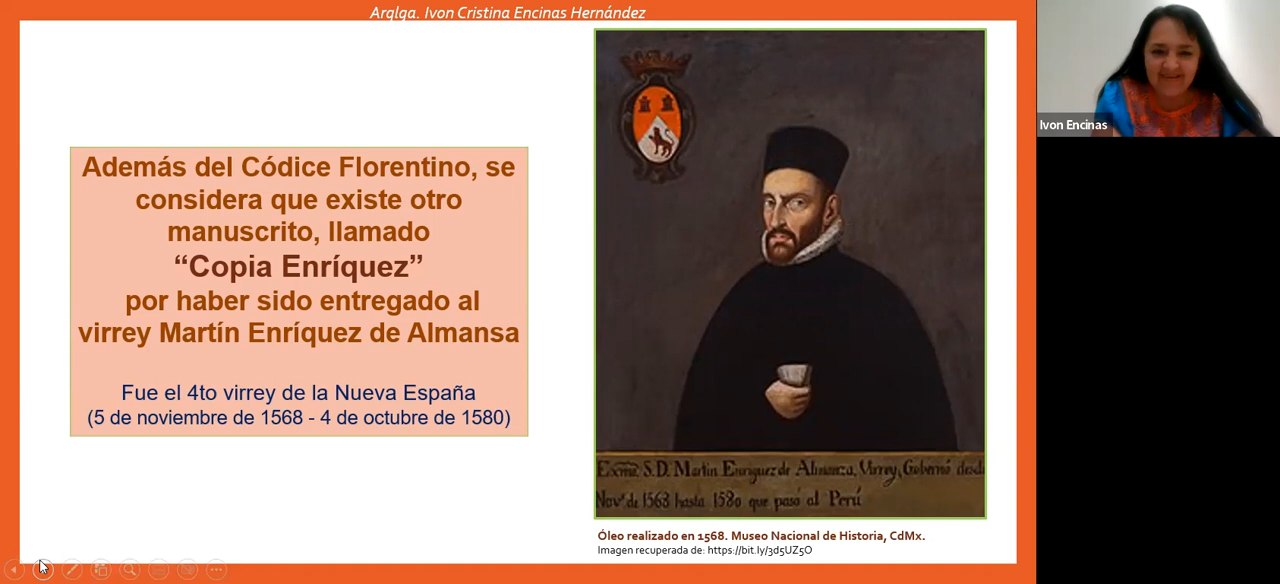 Arqlga. Ivon Cristina Encinas Hernández
Además del Códice Florentino, se
considera que existe otro
manuscrito, llamado
“Copia Enríquez”
por haber sido entregado al
virrey Martín Enríquez de Almansa
Fue el 4to virrey de la Nueva España
(5 de noviembre de 1568 - 4 de octubre de 1580)
Exmo. S.D. Martin Enriquez de Almanza, Virrey, Governó desd
Nove. de 1568 hasta 1580 que pasó al Perú
Óleo realizado en 1568. Museo Nacional de Historia, CdMx.
Imagen recuperada de: https://bit.ly/3d5UZ5O
Ivon Encinas